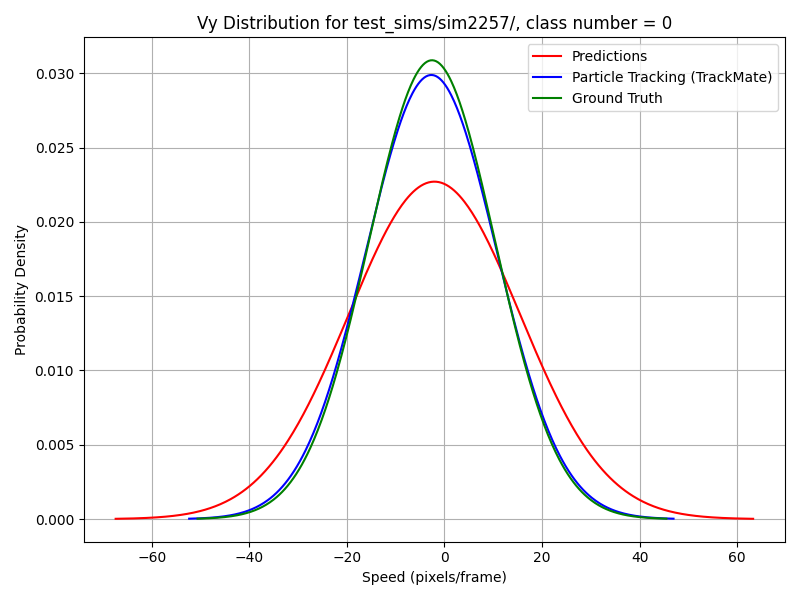 Vy Distribution for test_sims/sim2257/, class number = 0
Predictions
Particle Tracking (TrackMate)
Ground Truth
Probability Density
0.030
0.025
0.020
0.015
0.010
0.005
0.000
−60 −40 −20 0 20 40 60
Speed (pixels/frame)